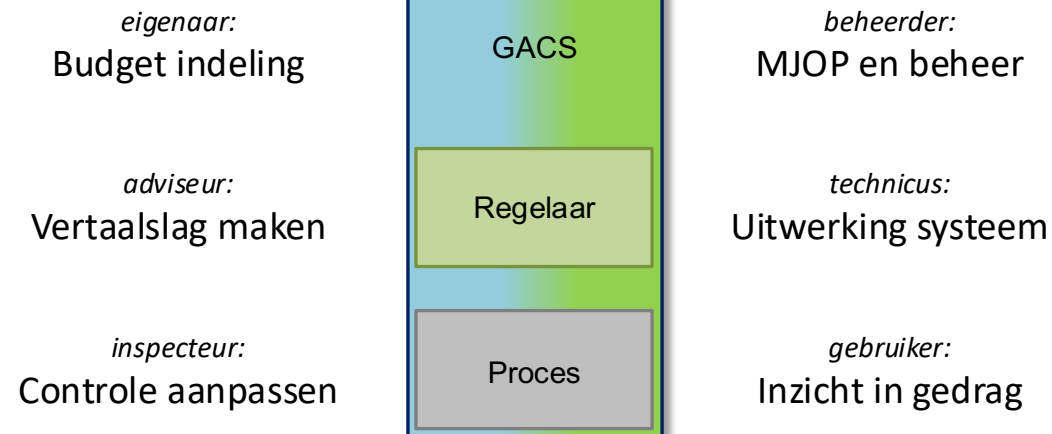 eigenaar:
Budget indeling
GACS
beheerder:
MJOP en beheer
adviseur:
Vertaalslag maken
Regelaar
technicus:
Uitwerking systeem
inspecteur:
Controle aanpassen
Proces
gebruiker:
Inzicht in gedrag